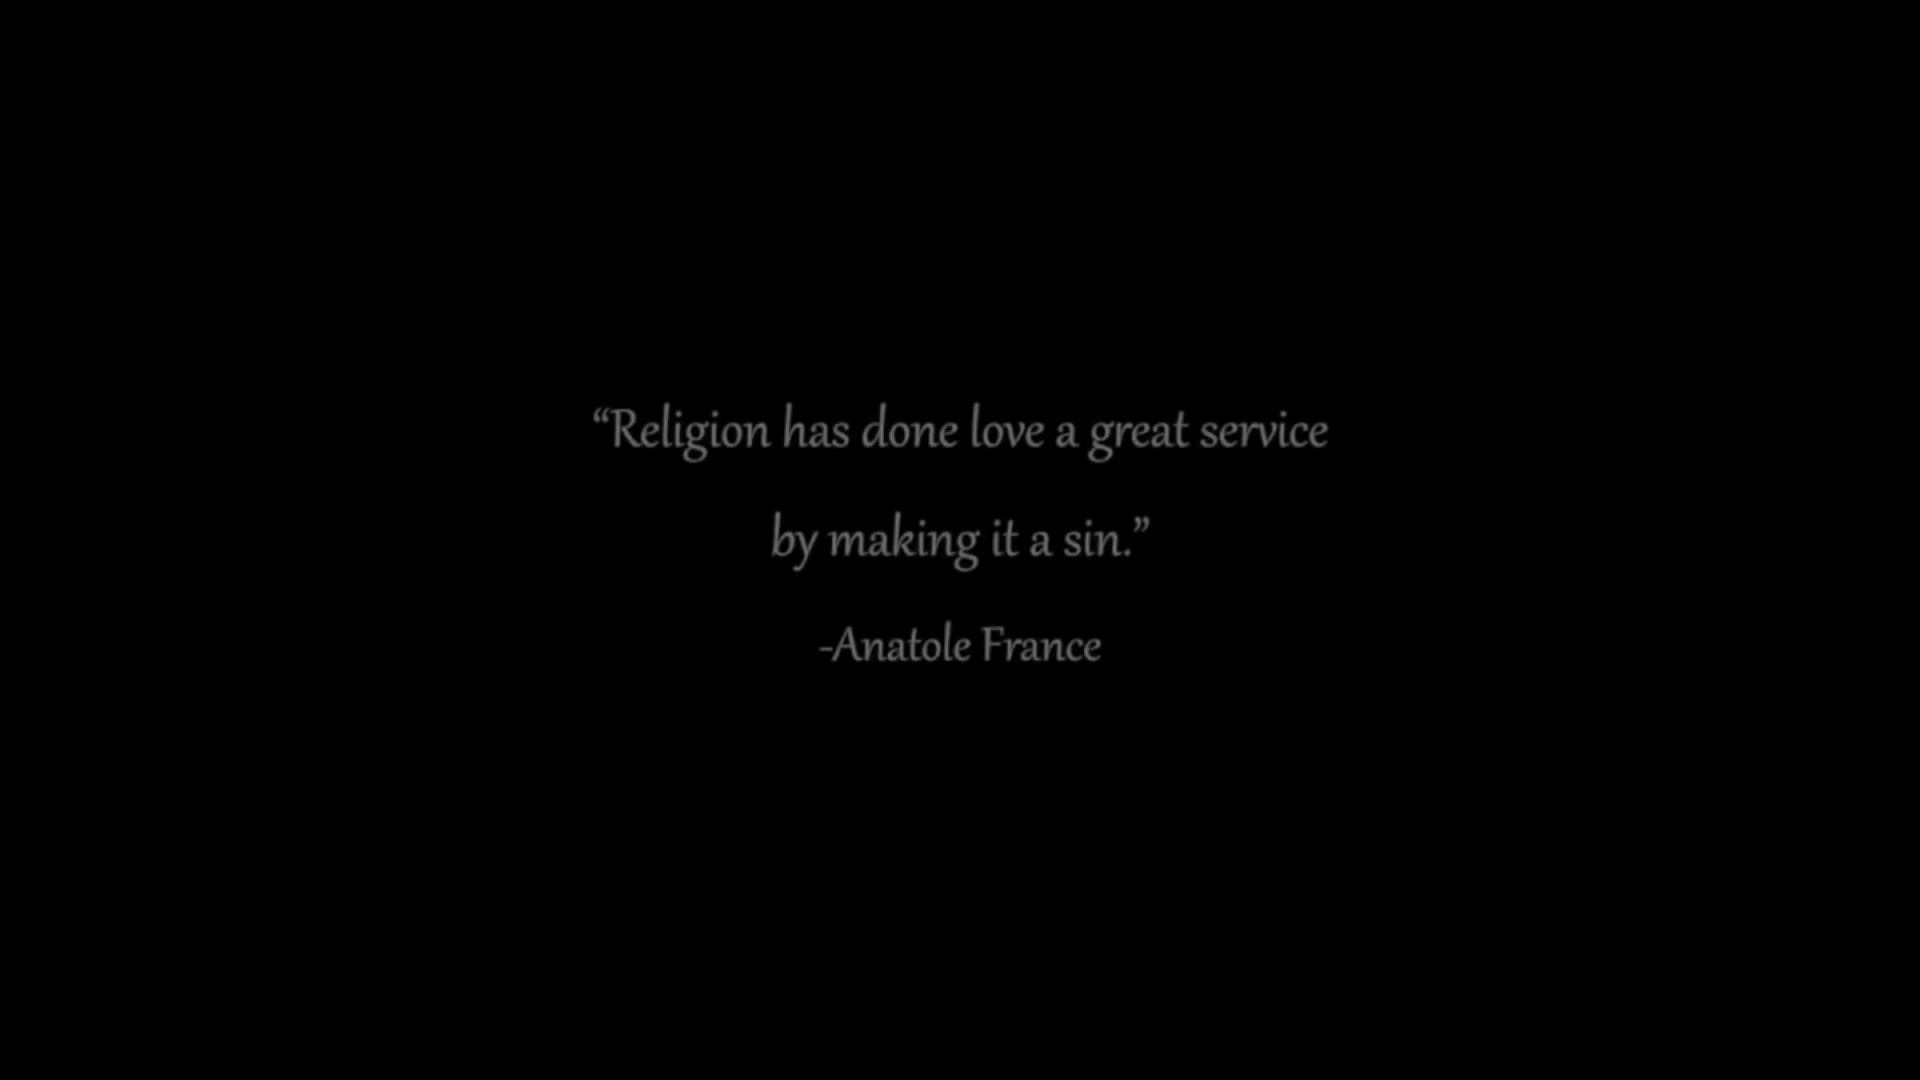 “Religion has done love a great service
by making it a sin.”
-Anatole France